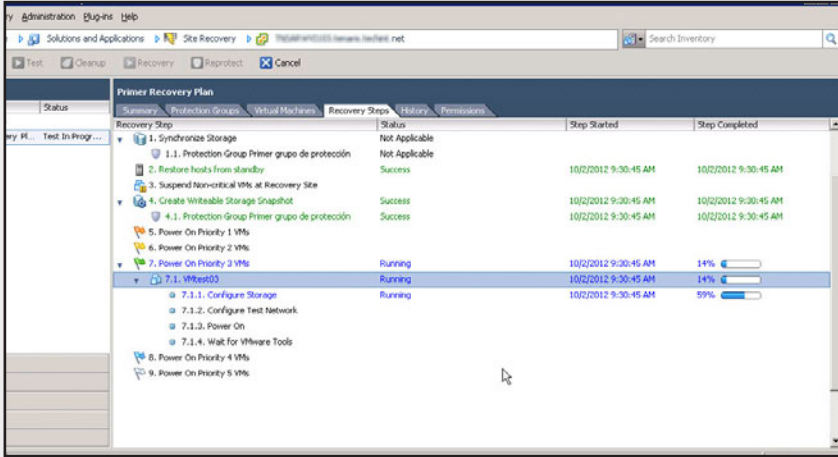 ry Administration Plug-ins Help
Solutions and Applications Site Recovery .net Search Inventory
Test Cleanup Recovery Reprotect Cancel
Primer Recovery Plan
Status
Summary Protection Groups Virtual Machines Recovery Steps History Permissions
Recovery Step Status Step Started Step Completed
ery Pl... Test In Progr...
1. Synchronize Storage Not Applicable
1.1. Protection Group Primer grupo de protección Not Applicable
2. Restore hosts from standby Success 10/2/2012 9:30:45 AM 10/2/2012 9:30:45 AM
3. Suspend Non-critical VMs at Recovery Site
4. Create Writeable Storage Snapshot Success 10/2/2012 9:30:45 AM 10/2/2012 9:30:45 AM
4.1. Protection Group Primer grupo de protección Success 10/2/2012 9:30:45 AM 10/2/2012 9:30:45 AM
5. Power On Priority 1 VMs
6. Power On Priority 2 VMs
7. Power On Priority 3 VMs Running 10/2/2012 9:30:45 AM 14%
7.1. VMtest03 Running 10/2/2012 9:30:45 AM 14%
7.1.1. Configure Storage Running 10/2/2012 9:30:45 AM 59%
7.1.2. Configure Test Network
7.1.3. Power On
7.1.4. Wait for VMware Tools
8. Power On Priority 4 VMs
9. Power On Priority 5 VMs